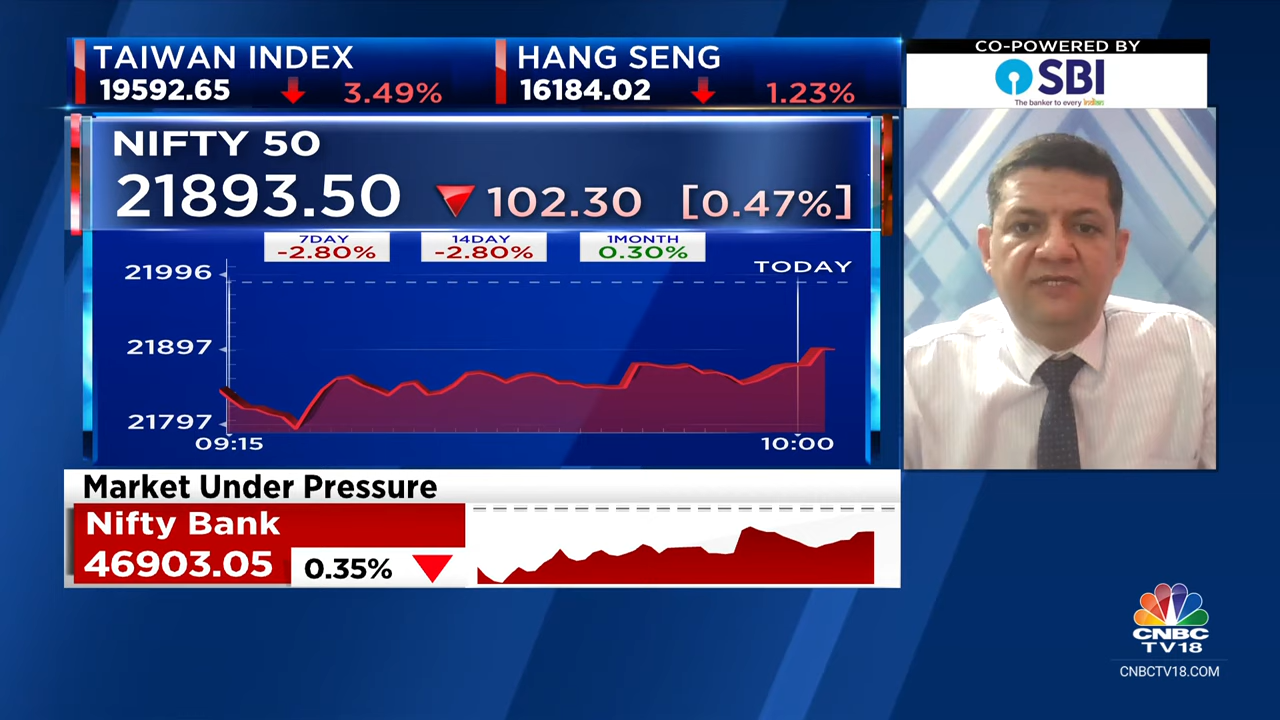 TAIWAN INDEX
19592.65 3.49%
HANG SENG
16184.02 1.23%
CO-POWERED BY
SBI
The banker to every Indian
NIFTY 50
21893.50 102.30 [0.47%]
7DAY
-2.80%
14DAY
-2.80%
1MONTH
0.30%
TODAY
21996
21897
21797
09:15
10:00
Market Under Pressure
Nifty Bank
46903.05 0.35%
CNBC
TV18
CNBCTV18.COM